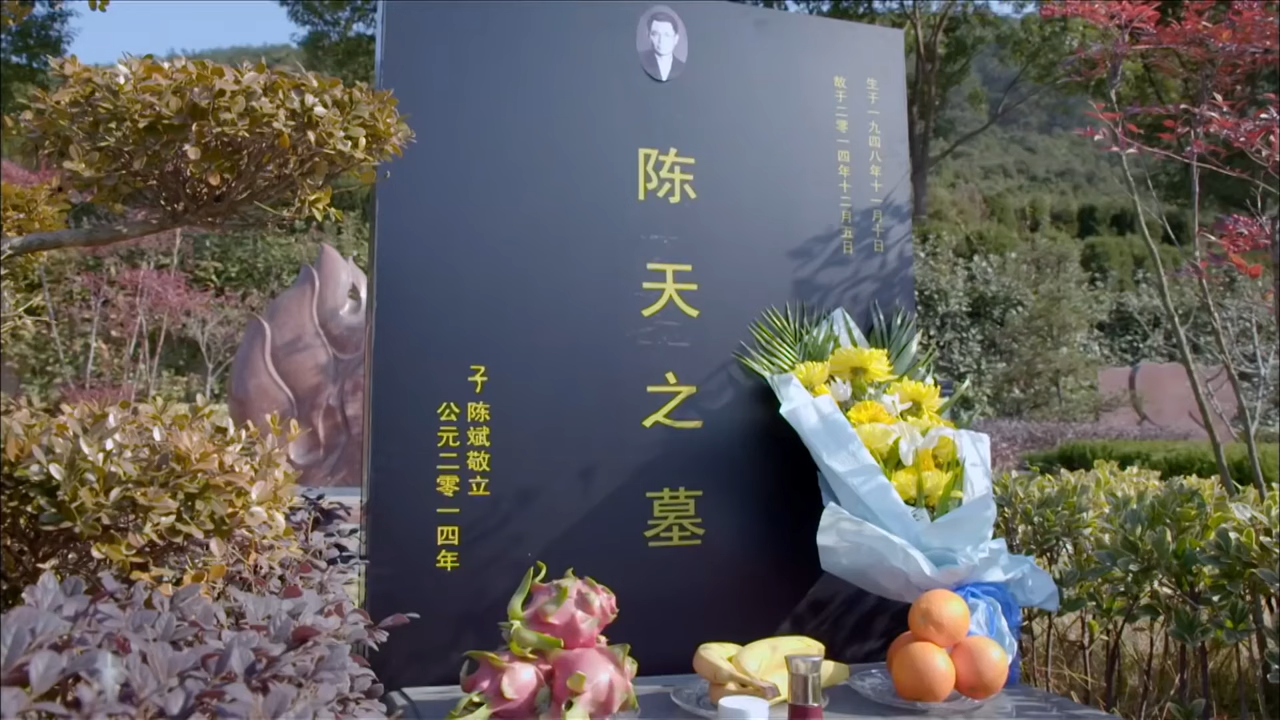 生于一九四八年十一月十日
殁于二零一四年十二月五日
陈天之墓
子 陈斌敬立
公元二零一四年